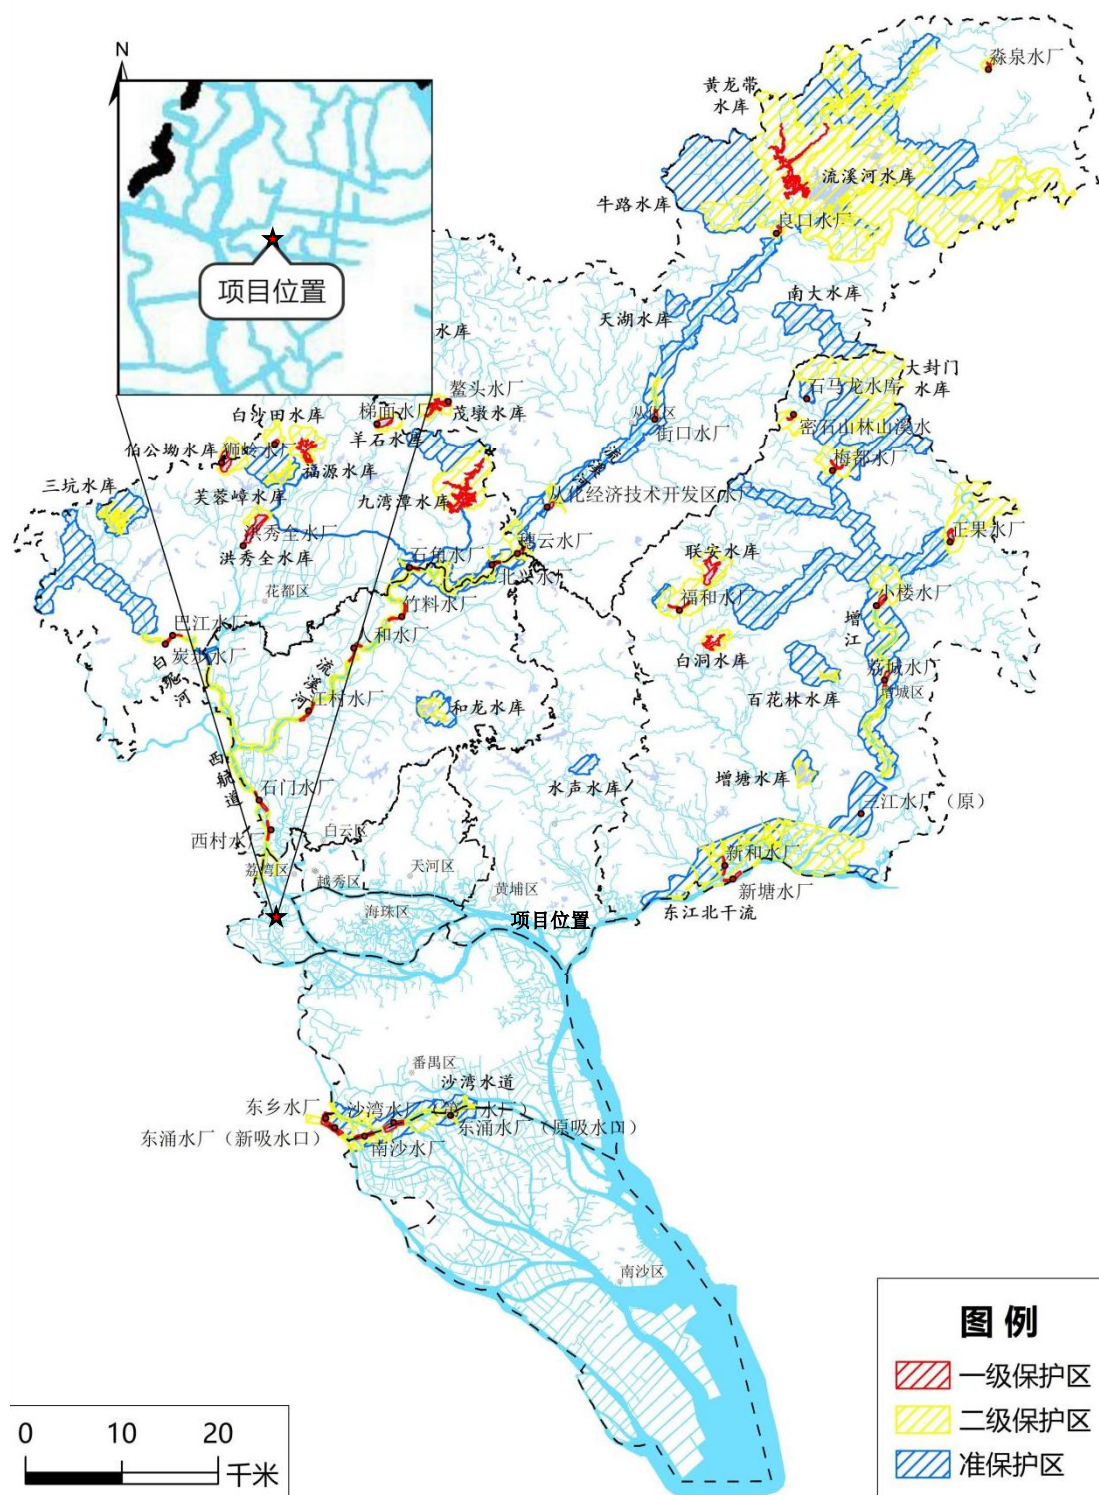 N
淼泉水厂
黄龙带
水库
流溪河水库
牛路水库
良口水厂
项目位置
南大水库
天湖水库
水库
大封门
水库
石马龙水库
鳌头水厂
梯面水厂
茂墩水库
白沙田水库
羊石水库
从化区
街口水厂
密石山林山溪水
伯公坳水库
狮岭水厂
福源水库
梅都水厂
三坑水库
芙蓉嶂水库
九湾潭水库
流溪河
从化经济技术开发区水厂
洪秀全水厂
洪秀全水库
正果水厂
穗云水厂
石角水厂
北兴水厂
联安水库
花都区
竹料水厂
福和水厂
小楼水厂
巴江水厂
炭步水厂
人和水厂
增江
白坭河
流溪河
白洞水库
荔城水厂
增城区
江村水厂
和龙水库
百花林水库
西航道
石门水厂
水声水库
增塘水库
三江水厂（原）
西村水厂
白云区
荔湾区
越秀区
天河区
新和水厂
黄埔区
新塘水厂
海珠区
项目位置
东江北干流
番禺区
沙湾水道
东乡水厂
沙湾水厂
东涌水厂（新吸水口）
南沙水厂
东涌水厂（原吸水口）
南沙区
图例
一级保护区
二级保护区
准保护区
0 10 20
千米